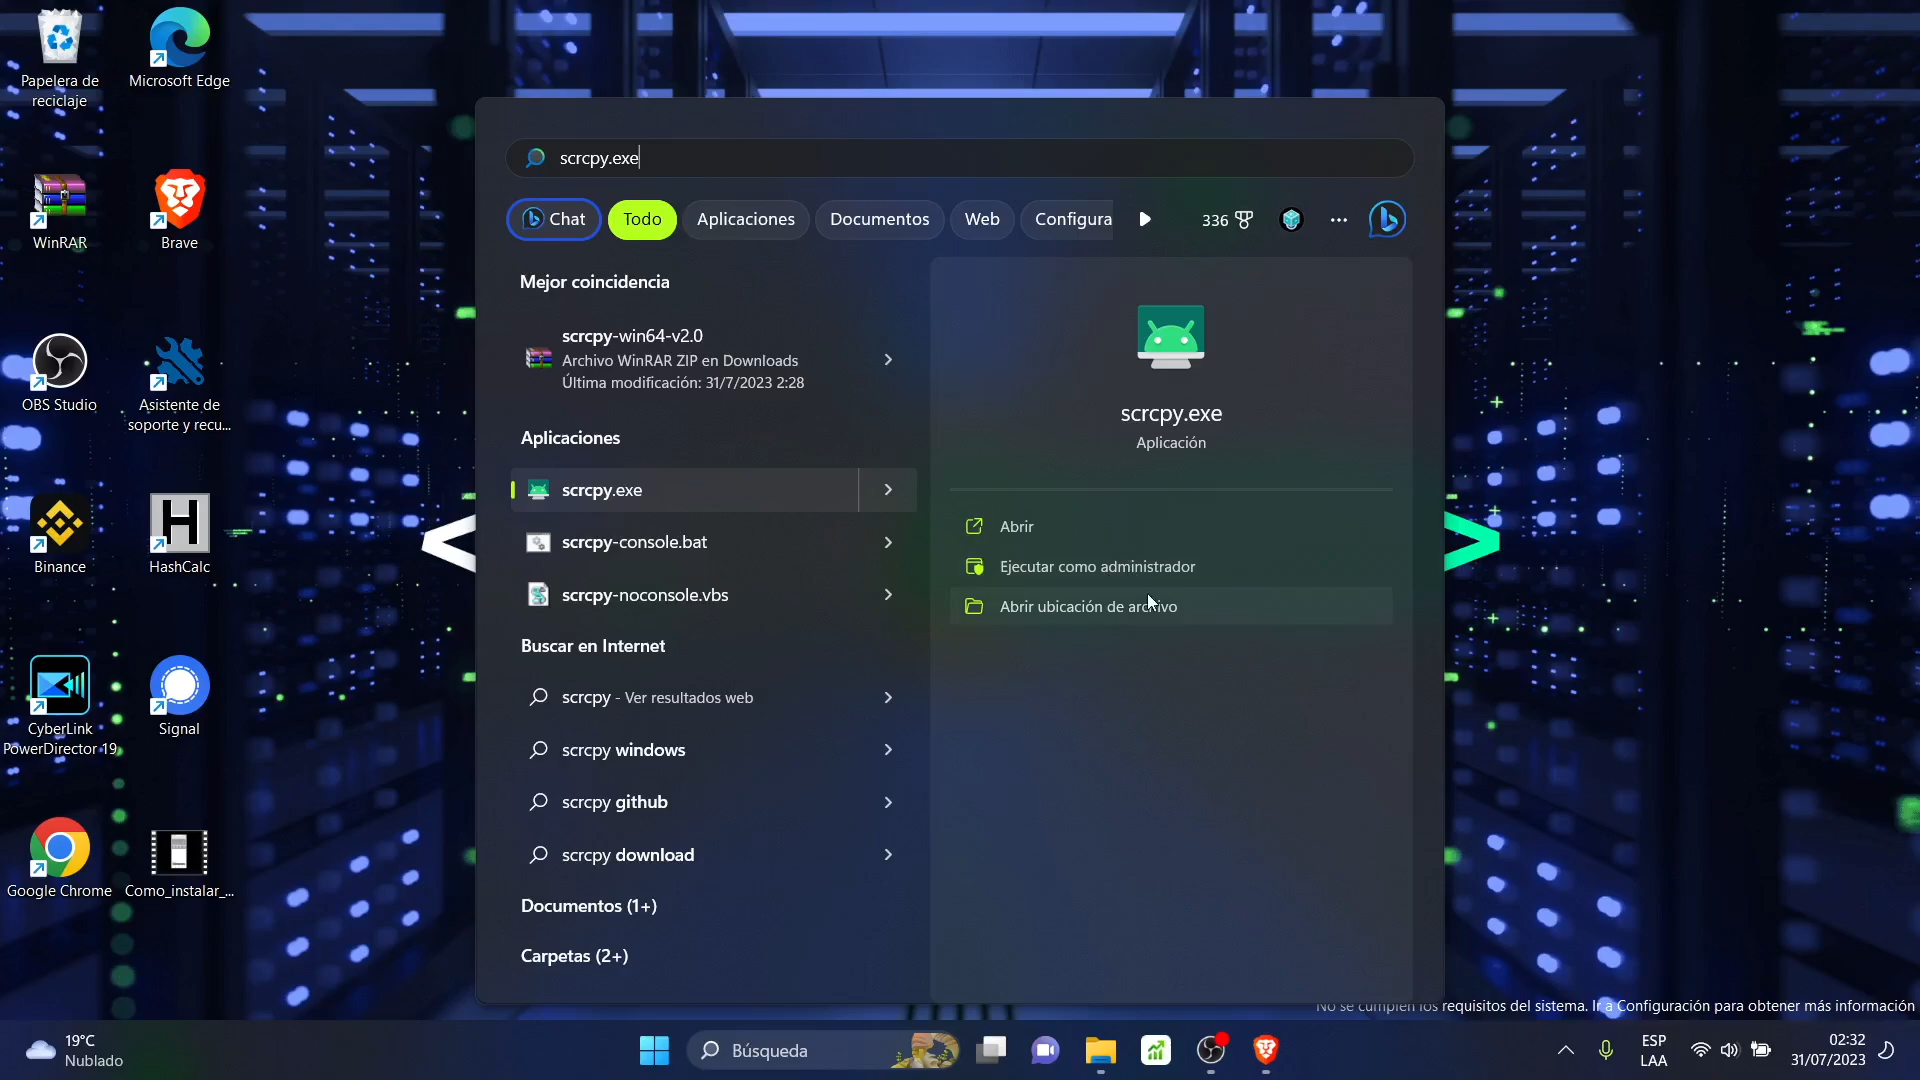 Papelera de
reciclaje
Microsoft Edge
WinRAR
Brave
OBS Studio
Asistente de
soporte y recu...
Binance
HashCalc
CyberLink
PowerDirector 19
Signal
Google Chrome
Como_instalar_...
scrcpy.exe
Chat
Todo
Aplicaciones
Documentos
Web
Configura
336
Mejor coincidencia
scrcpy-win64-v2.0
Archivo WinRAR ZIP en Downloads
Última modificación: 31/7/2023 2:28
Aplicaciones
scrcpy.exe
scrcpy-console.bat
scrcpy-noconsole.vbs
Buscar en Internet
scrcpy - Ver resultados web
scrcpy windows
scrcpy github
scrcpy download
Documentos (1+)
Carpetas (2+)
scrcpy.exe
Aplicación
Abrir
Ejecutar como administrador
Abrir ubicación de archivo
No se cumplen los requisitos del sistema. Ir a Configuración para obtener más información
19°C
Nublado
Búsqueda
ESP
LAA
02:32
31/07/2023